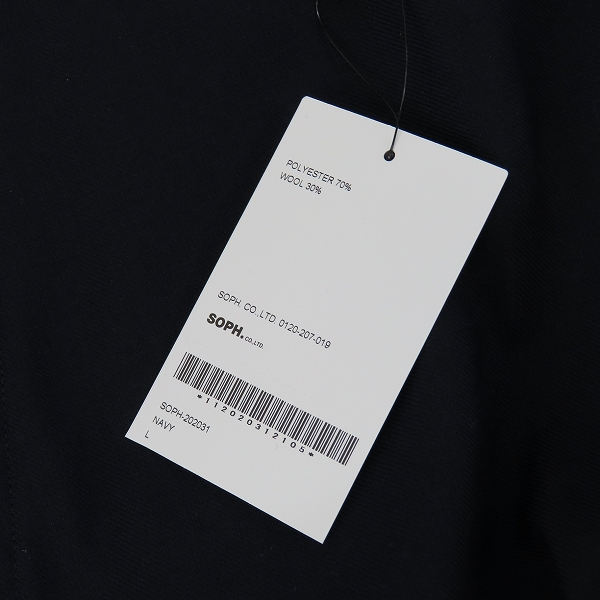 POLYESTER 70%
WOOL 30%
SOPH. CO.,LTD. 0120-207-019
SOPH. CO.,LTD.
*112020312105*
SOPH-202031
NAVY
L